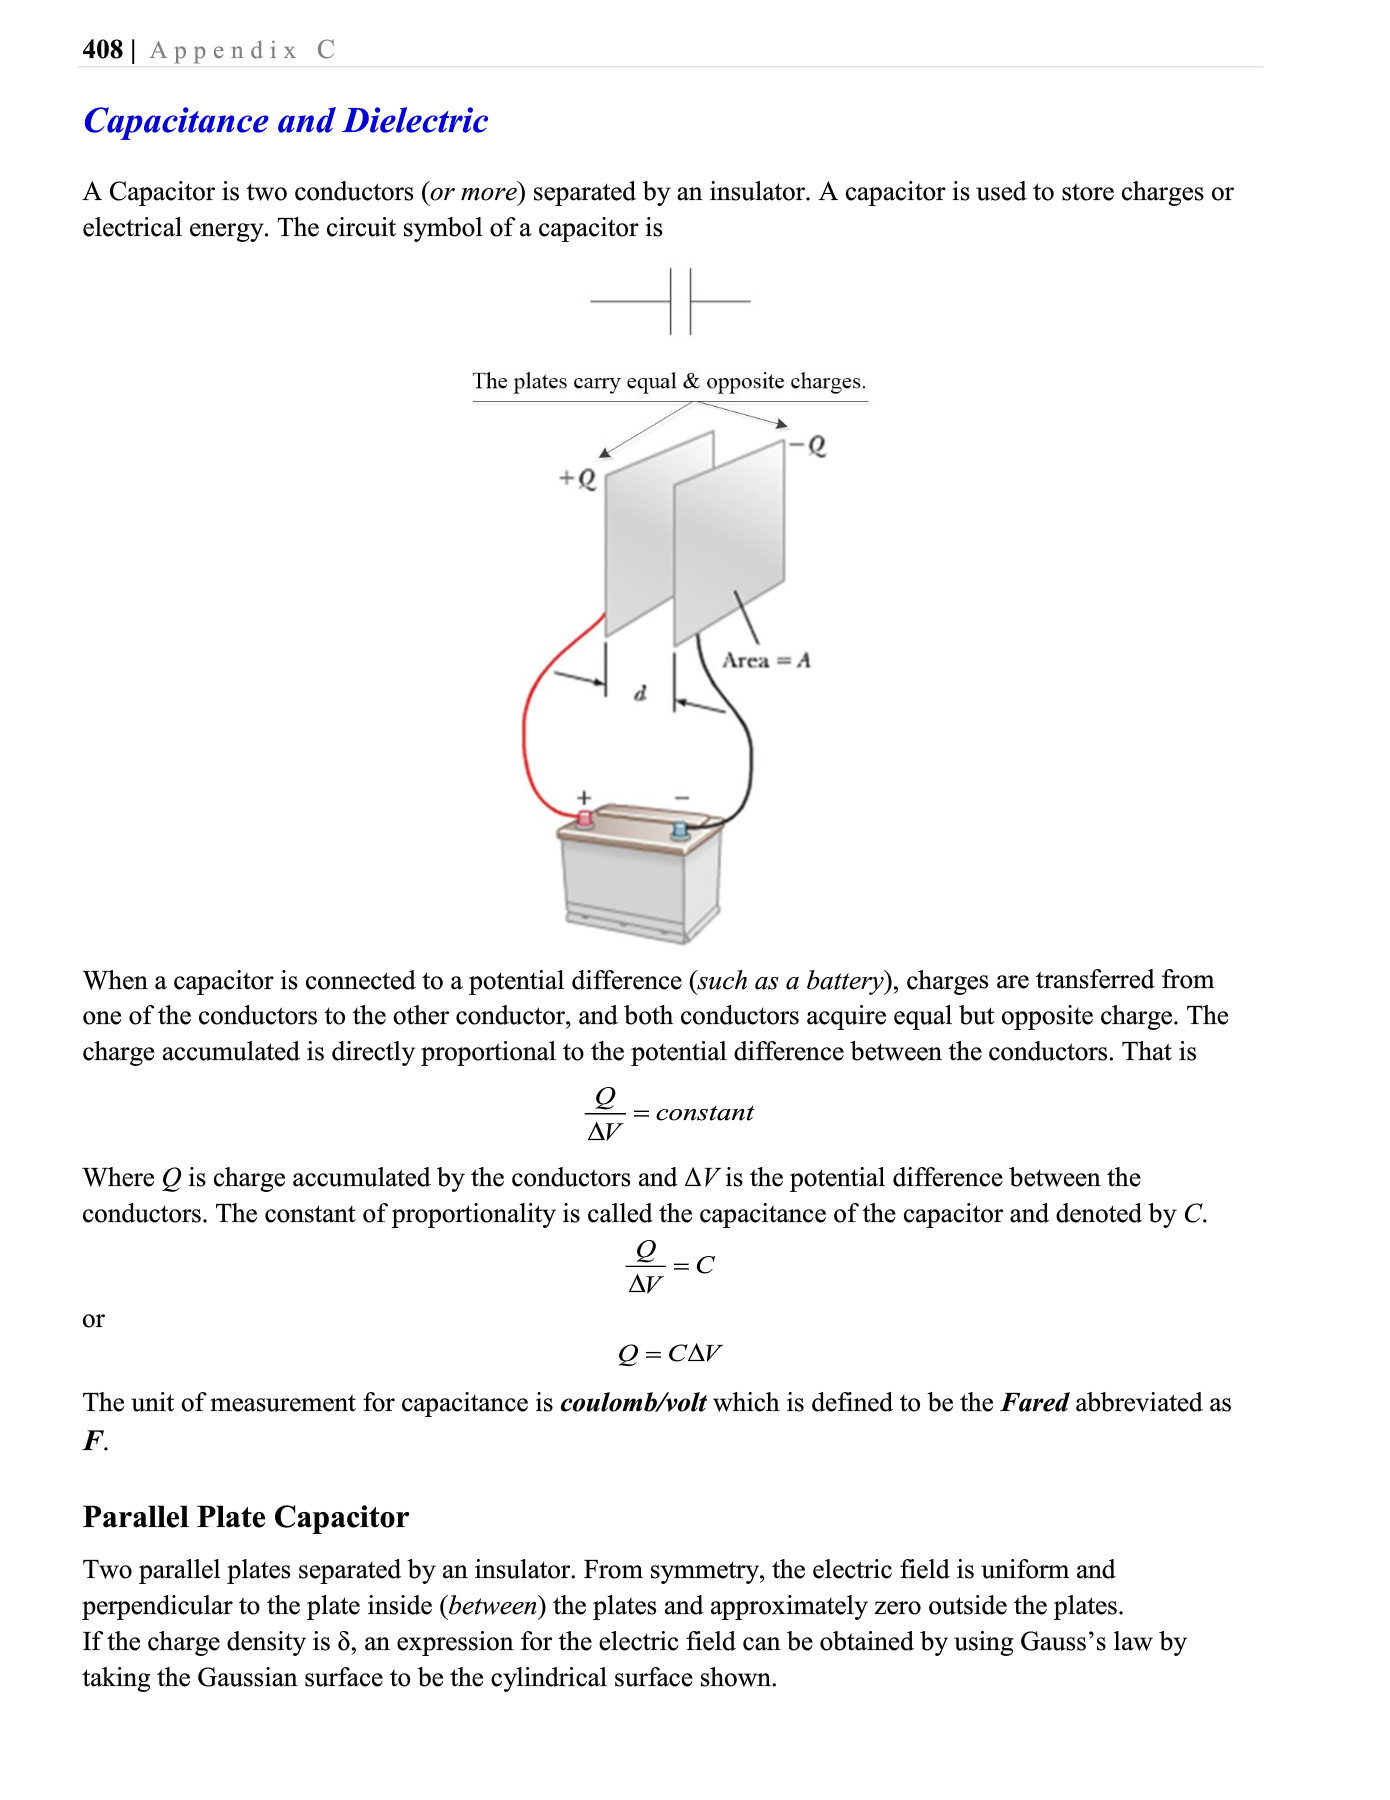 408 | Appendix C
Capacitance and Dielectric
A Capacitor is two conductors (or more) separated by an insulator. A capacitor is used to store charges or
electrical energy. The circuit symbol of a capacitor is
The plates carry equal & opposite charges.
−Q
+Q
Area = A
d
+ −
When a capacitor is connected to a potential difference (such as a battery), charges are transferred from
one of the conductors to the other conductor, and both conductors acquire equal but opposite charge. The
charge accumulated is directly proportional to the potential difference between the conductors. That is
Q/ΔV = constant
Where Q is charge accumulated by the conductors and ΔV is the potential difference between the
conductors. The constant of proportionality is called the capacitance of the capacitor and denoted by C.
Q/ΔV = C
or
Q = CΔV
The unit of measurement for capacitance is coulomb/volt which is defined to be the Fared abbreviated as
F.
Parallel Plate Capacitor
Two parallel plates separated by an insulator. From symmetry, the electric field is uniform and
perpendicular to the plate inside (between) the plates and approximately zero outside the plates.
If the charge density is δ, an expression for the electric field can be obtained by using Gauss’s law by
taking the Gaussian surface to be the cylindrical surface shown.